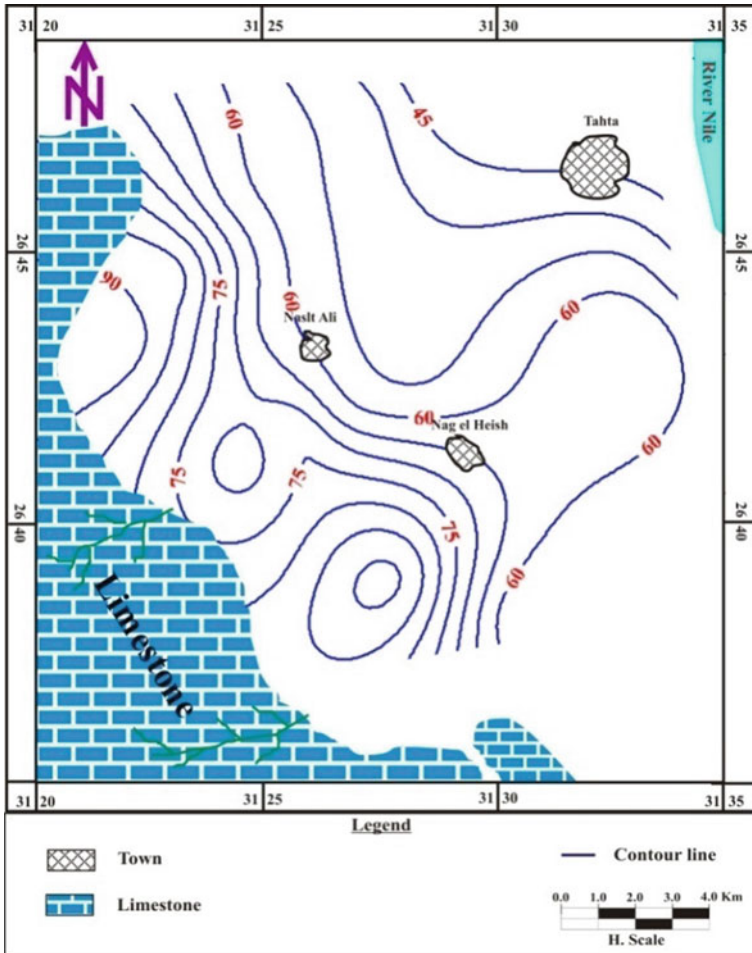 31 20
31 25
31 30
31 35
N
River Nile
45
60
Tahta
26 45
26 45
90
75
60
60
Naslt Ali
60
Nag el Heish
60
75
75
75
26 40
26 40
60
Limestone
31 20
31 25
31 30
31 35
Legend
Town
Contour line
Limestone
0.0 1.0 2.0 3.0 4.0 Km
H. Scale